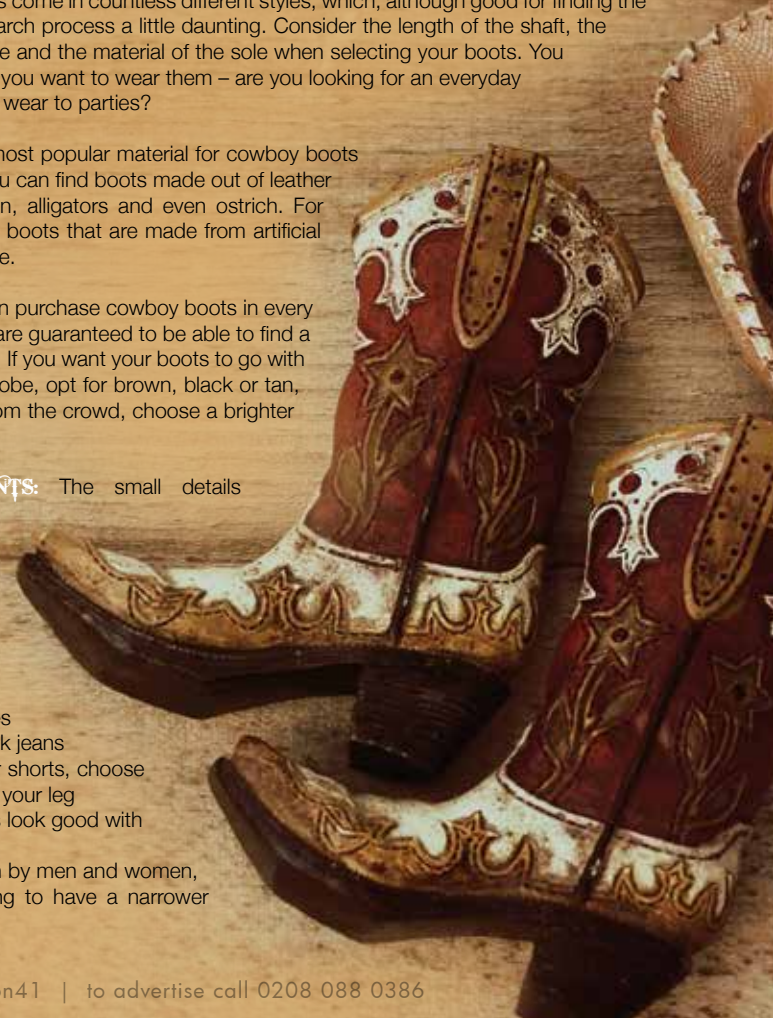 s come in countless different styles, which, although good for finding the
arch process a little daunting. Consider the length of the shaft, the
e and the material of the sole when selecting your boots. You
you want to wear them – are you looking for an everyday
wear to parties?
most popular material for cowboy boots
u can find boots made out of leather
n, alligators and even ostrich. For
boots that are made from artificial
e.
n purchase cowboy boots in every
are guaranteed to be able to find a
If you want your boots to go with
obe, opt for brown, black or tan,
om the crowd, choose a brighter
NTS: The small details
es
k jeans
r shorts, choose
your leg
s look good with
n by men and women,
ng to have a narrower
on41 | to advertise call 0208 088 0386